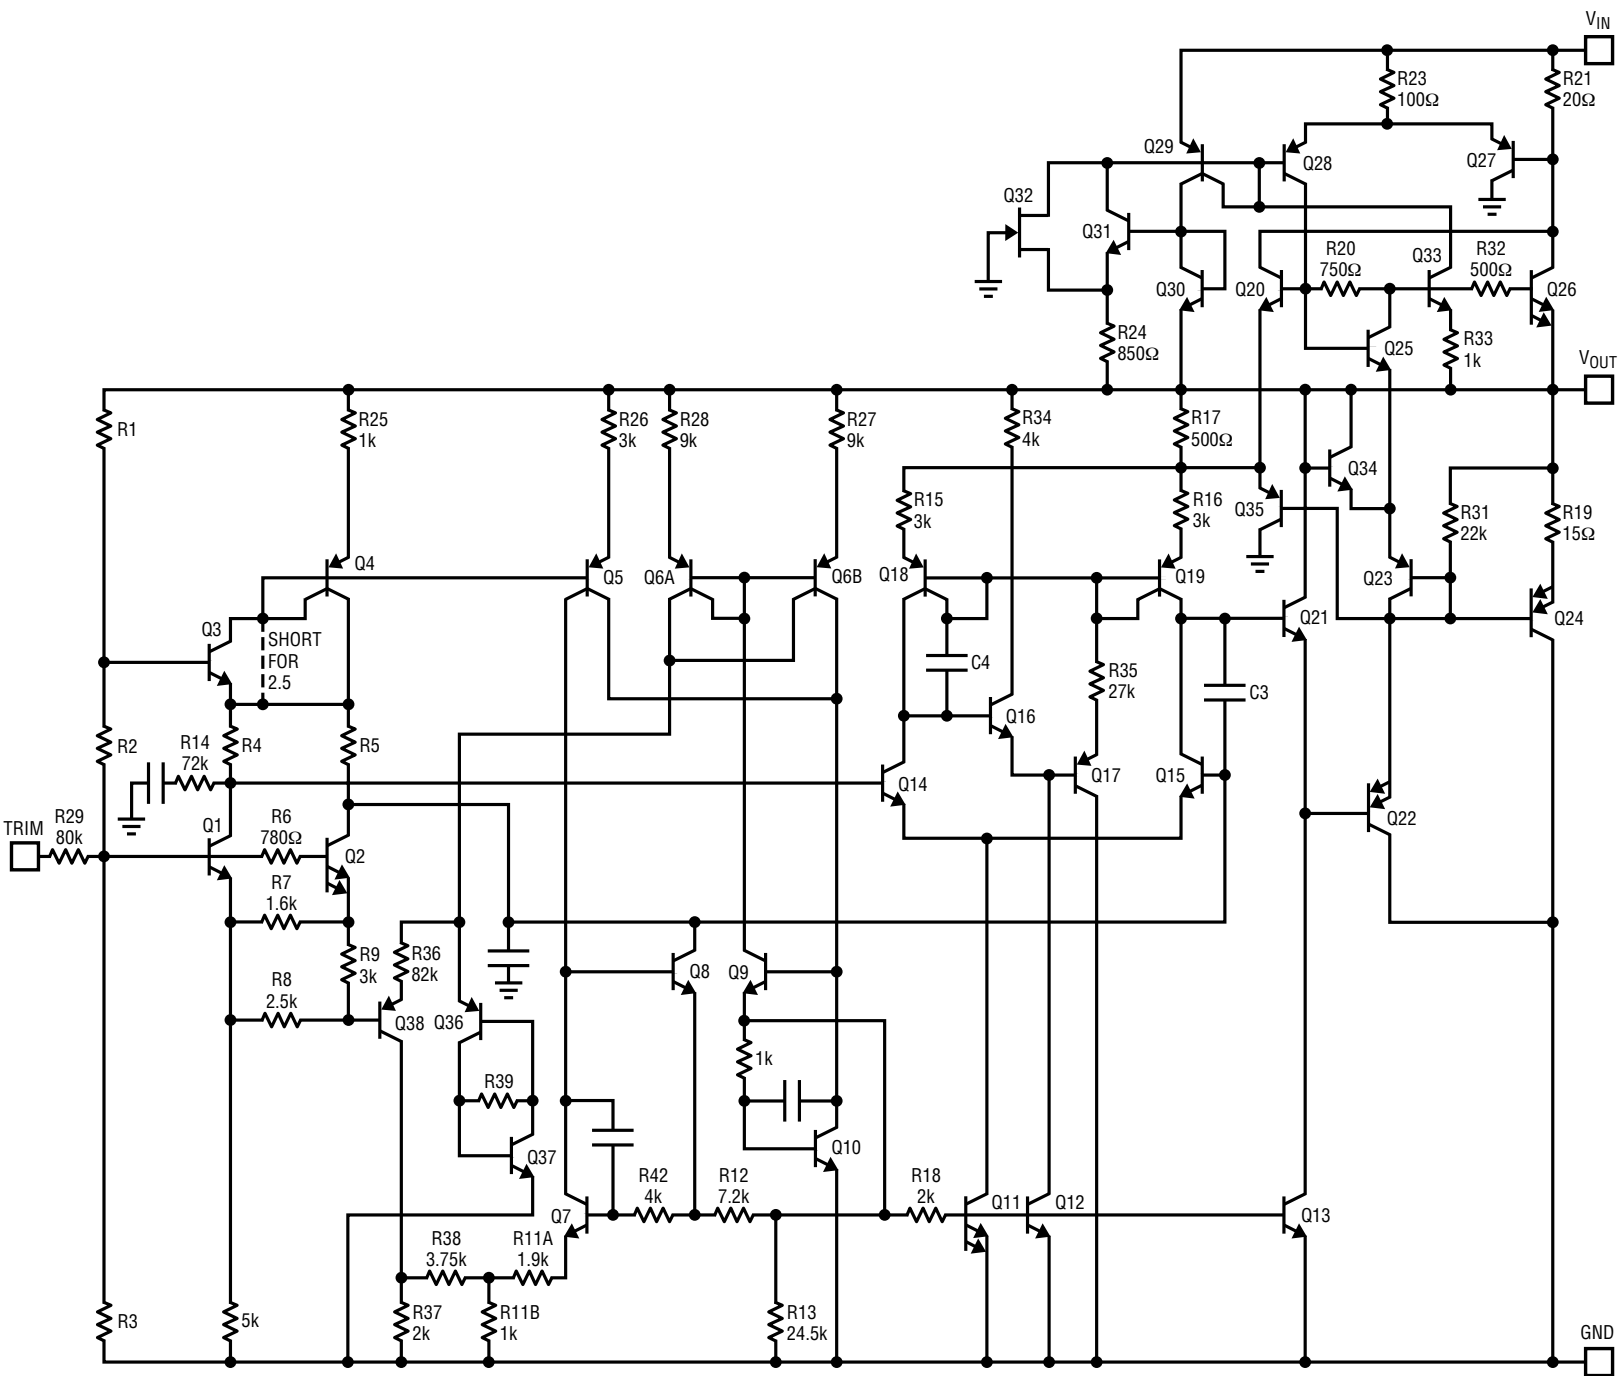 VIN
R23
100Ω
R21
20Ω
Q29
Q28
Q27
Q32
Q31
Q30
Q20
R20
750Ω
Q33
R32
500Ω
Q26
R24
850Ω
Q25
R33
1k
VOUT
R1
R25
1k
R26
3k
R28
9k
R27
9k
R34
4k
R17
500Ω
Q34
R15
3k
R16
3k
Q35
R31
22k
R19
15Ω
Q4
Q5
Q6A
Q6B
Q18
Q19
Q23
Q3
SHORT
FOR
2.5
Q21
Q24
C4
R35
27k
C3
Q16
R2
R14
72k
R4
R5
Q14
Q17
Q15
TRIM
R29
80k
Q1
R6
780Ω
Q2
Q22
R7
1.6k
R9
3k
R36
82k
R8
2.5k
Q8
Q9
Q38
Q36
1k
R39
Q37
Q10
Q7
R42
4k
R12
7.2k
R18
2k
Q11
Q12
Q13
R38
3.75k
R11A
1.9k
R3
5k
R37
2k
R11B
1k
R13
24.5k
GND